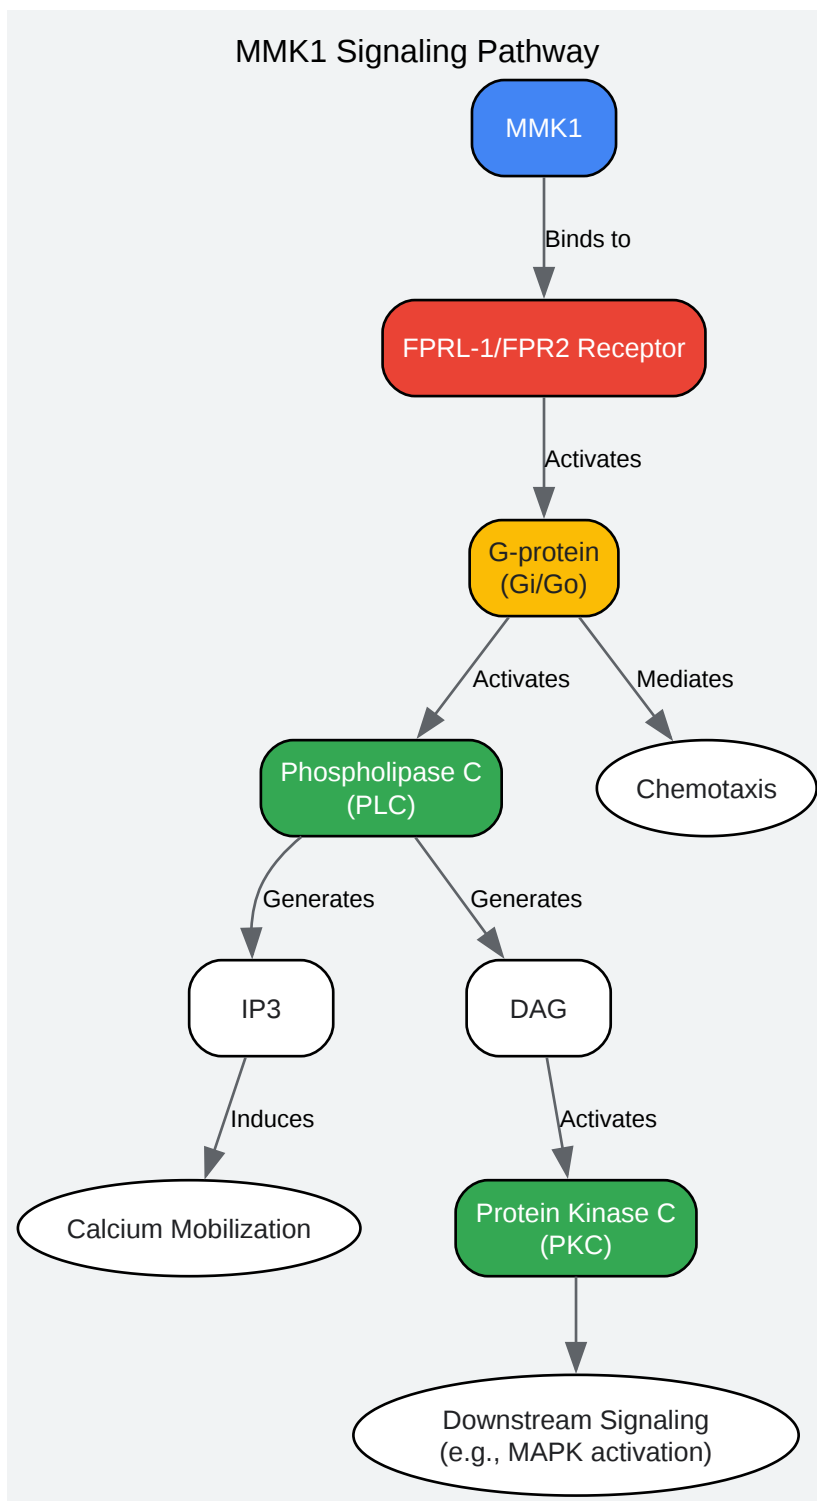 MMK1 Signaling Pathway
MMK1
Binds to
FPRL-1/FPR2 Receptor
Activates
G-protein
(Gi/Go)
Activates
Mediates
Phospholipase C
(PLC)
Chemotaxis
Generates
Generates
IP3
DAG
Induces
Activates
Calcium Mobilization
Protein Kinase C
(PKC)
Downstream Signaling
(e.g., MAPK activation)